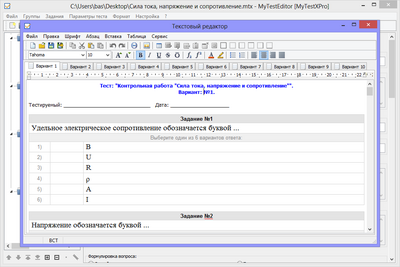 C:\Users\bas\Desktop\Сила тока, напряжение и сопротивление.mtx - MyTestEditor [MyTestXPro]
Файл Группы Задания Параметры теста Формат Настройка ?
Текстовый редактор
Файл Правка Шрифт Абзац Вставка Таблица Сервис
Tahoma 10
Вариант 1 Вариант 2 Вариант 3 Вариант 4 Вариант 5 Вариант 6 Вариант 7 Вариант 8 Вариант 9 Вариант 10
Тест: "Контрольная работа "Сила тока, напряжение и сопротивление"".
Вариант: №1.
Тестируемый: Дата:
Задание №1
Удельное электрическое сопротивление обозначается буквой ...
Выберите один из 6 вариантов ответа:
1) B
2) U
3) R
4) ρ
5) A
6) I
Задание №2
Напряжение обозначается буквой ...
ВСТ
Формулировка вопроса: